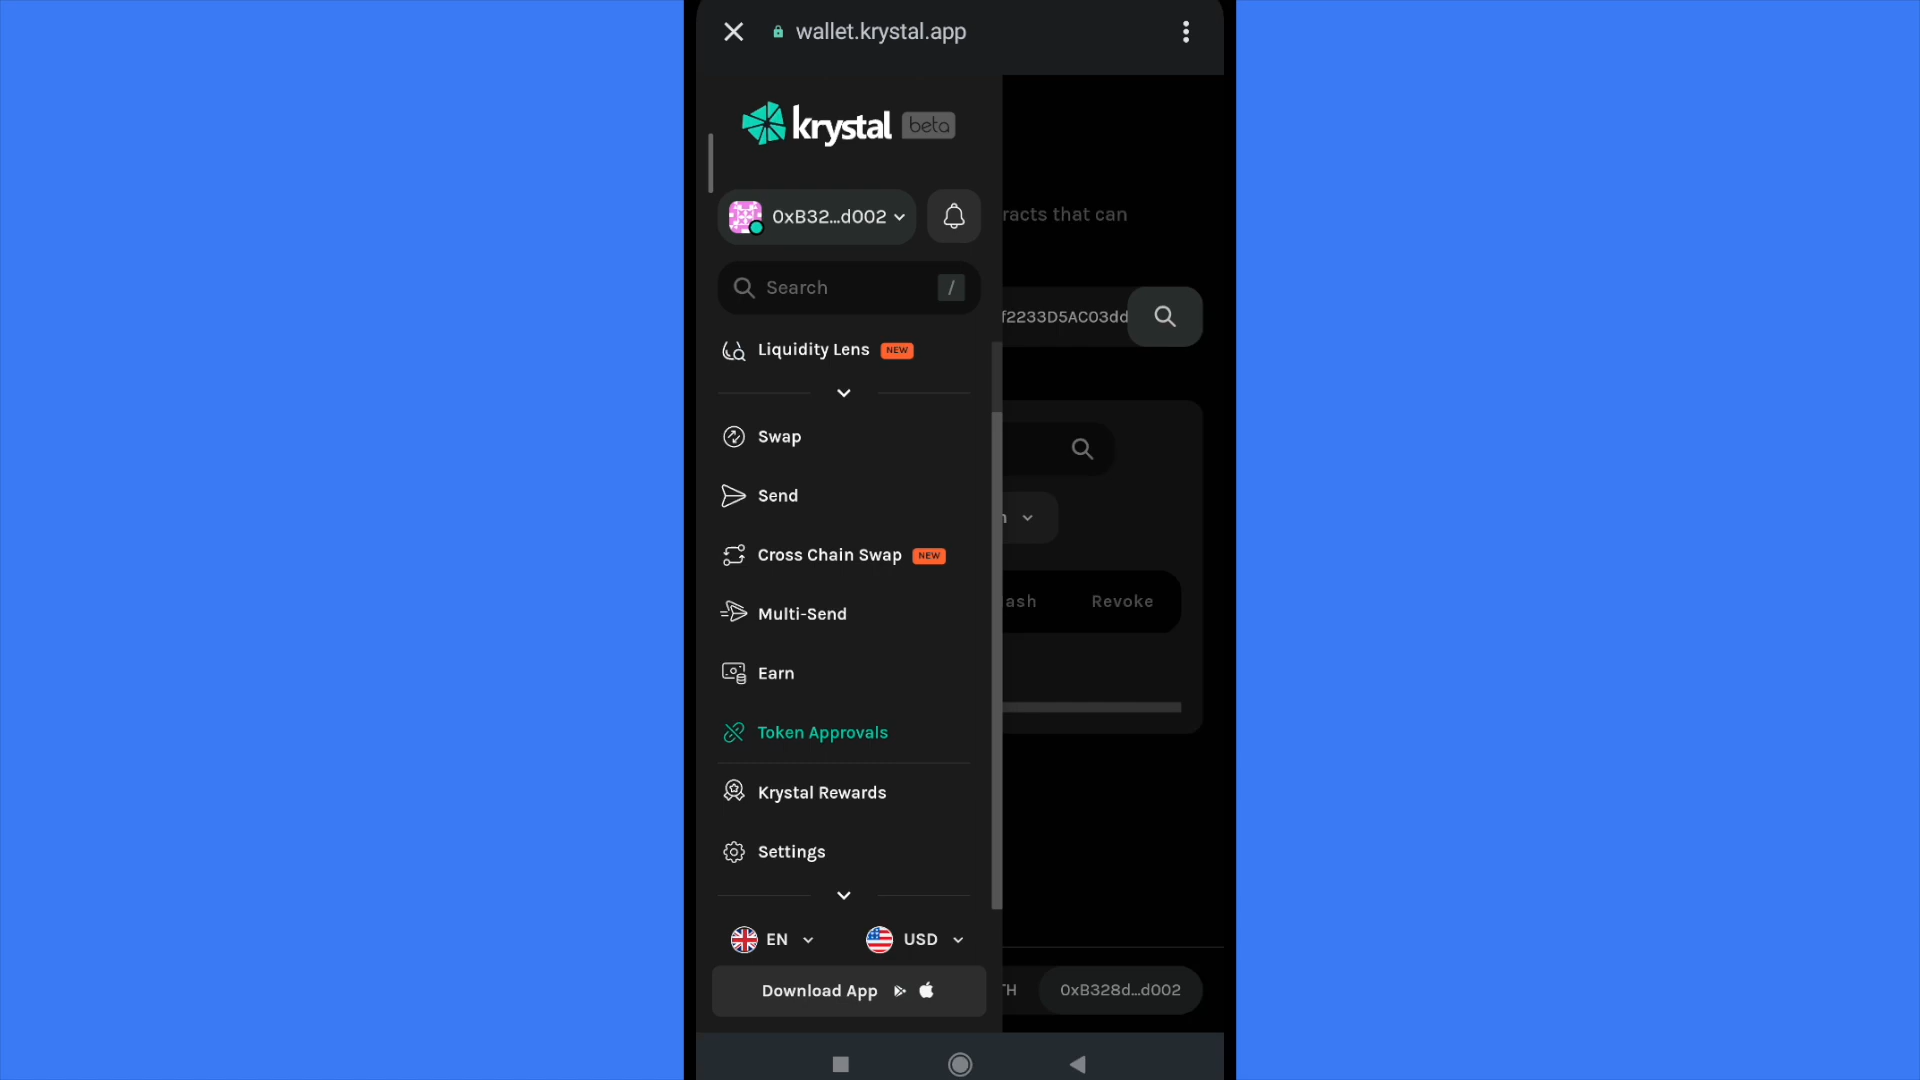 wallet.krystal.app
krystal beta
0xB32...d002
racts that can
Search /
f2233D5AC03dd
Liquidity Lens NEW
Swap
Send
Cross Chain Swap NEW
ash Revoke
Multi-Send
Earn
Token Approvals
Krystal Rewards
Settings
EN USD
Download App
TH 0xB328d...d002